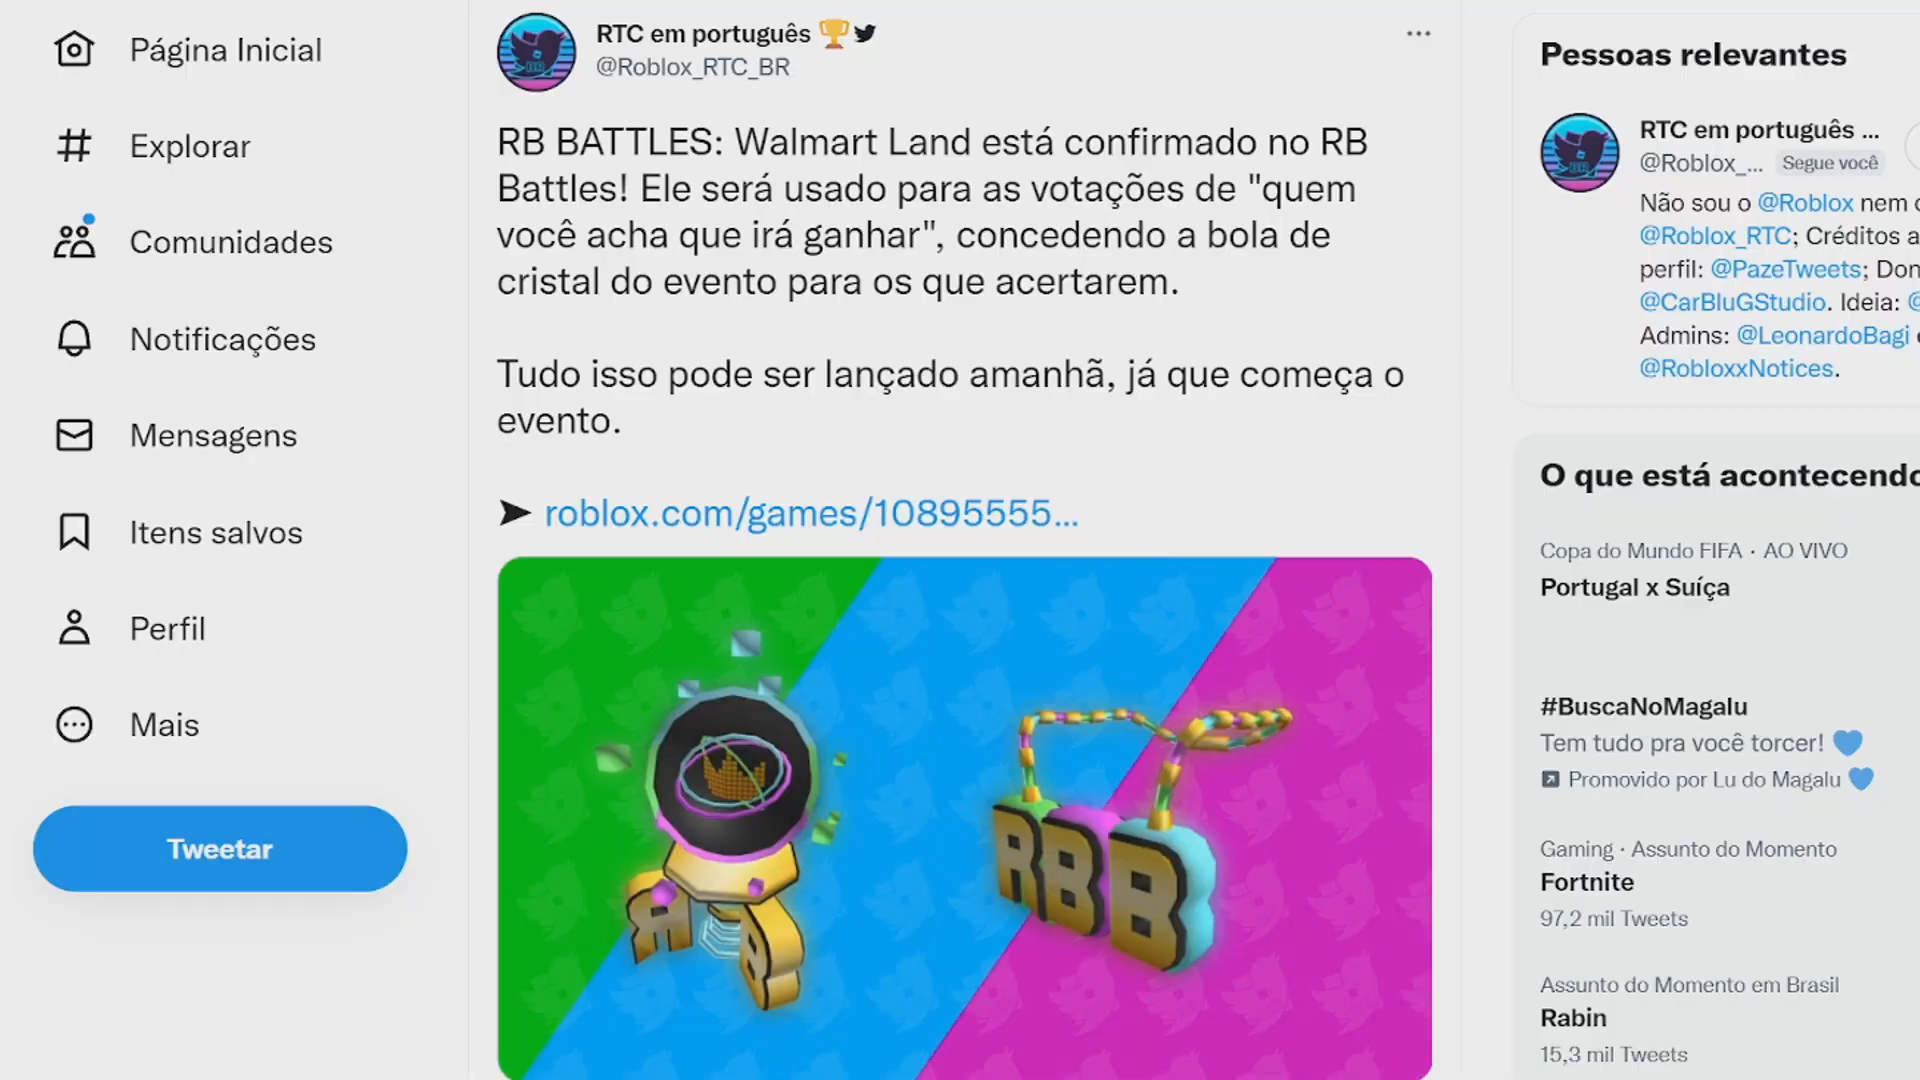 Página Inicial
Explorar
Comunidades
Notificações
Mensagens
Itens salvos
Perfil
Mais
Tweetar
RTC em português
@Roblox_RTC_BR
RB BATTLES: Walmart Land está confirmado no RB
Battles! Ele será usado para as votações de "quem
você acha que irá ganhar", concedendo a bola de
cristal do evento para os que acertarem.
Tudo isso pode ser lançado amanhã, já que começa o
evento.
➤ roblox.com/games/10895555...
RB
RBB
Pessoas relevantes
RTC em português ...
@Roblox_... Segue você
Não sou o @Roblox nem
@Roblox_RTC; Créditos a
perfil: @PazeTweets; Don
@CarBluGStudio. Ideia: @
Admins: @LeonardoBagi
@RobloxxNotices.
O que está acontecendo
Copa do Mundo FIFA · AO VIVO
Portugal x Suíça
#BuscaNoMagalu
Tem tudo pra você torcer!
Promovido por Lu do Magalu
Gaming · Assunto do Momento
Fortnite
97,2 mil Tweets
Assunto do Momento em Brasil
Rabin
15,3 mil Tweets